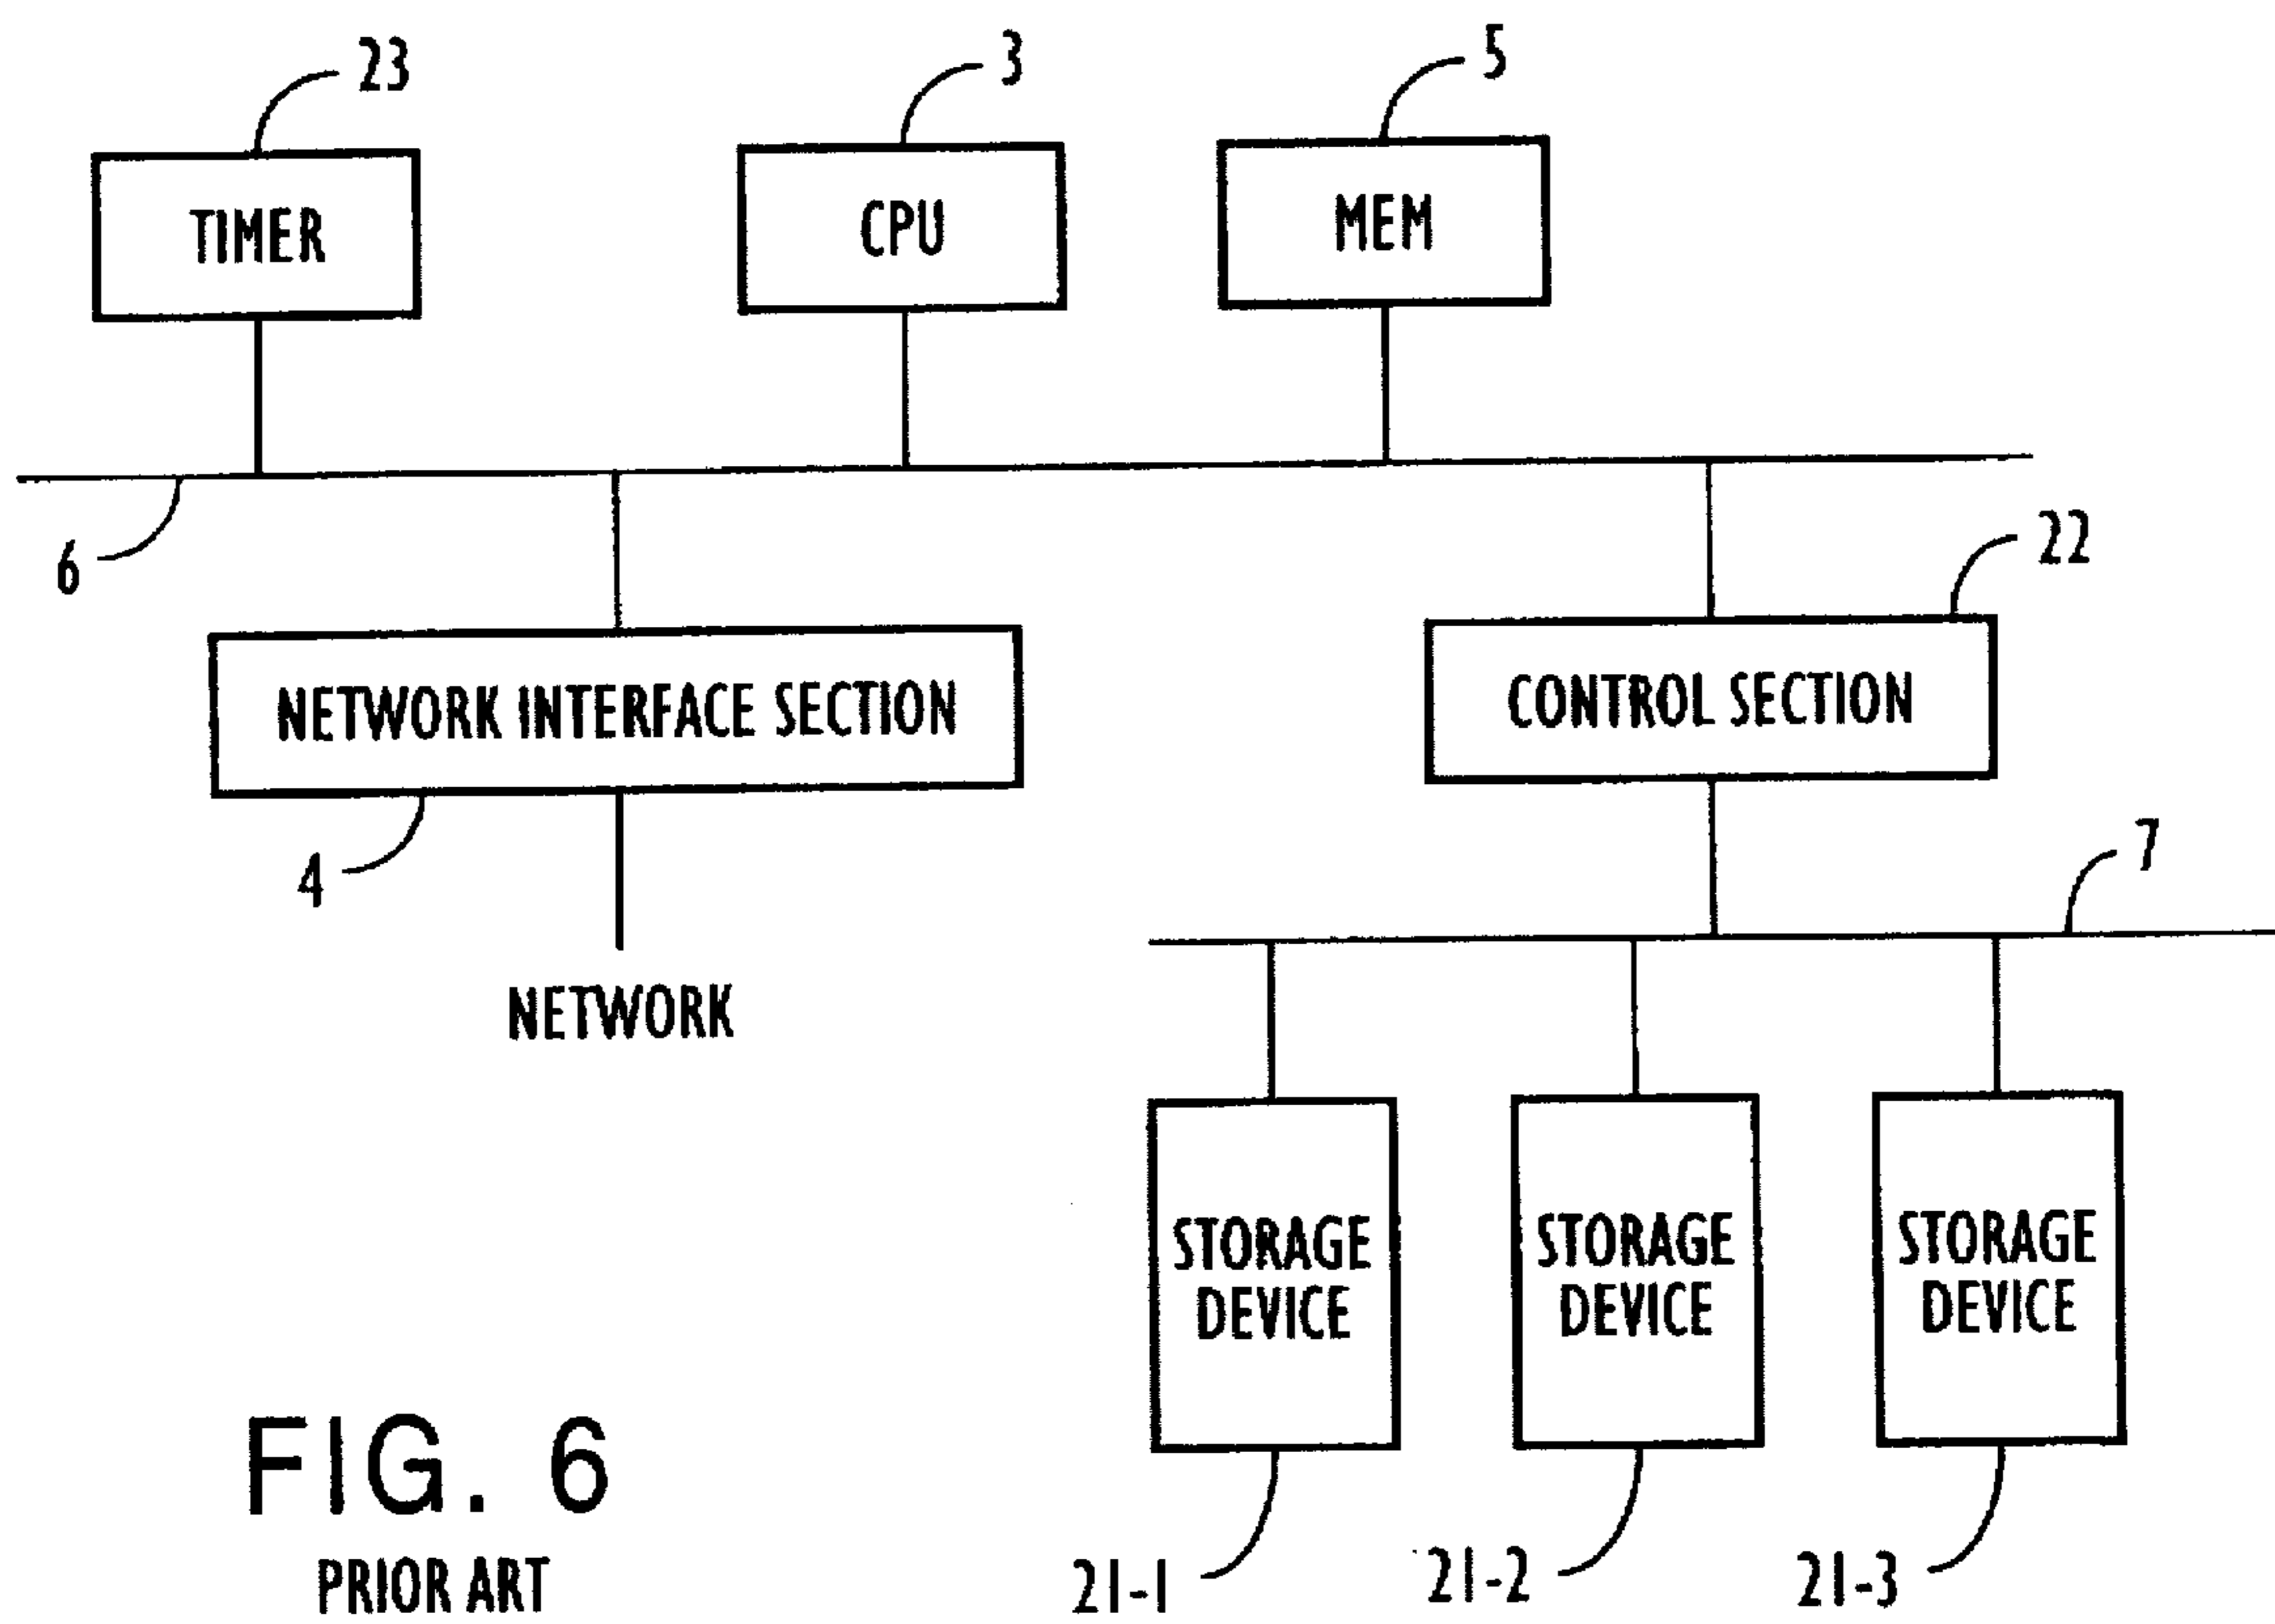 23
3
5
TIMER
CPU
MEM
6
22
NETWORK INTERFACE SECTION
CONTROL SECTION
4
7
NETWORK
STORAGE
DEVICE
STORAGE
DEVICE
STORAGE
DEVICE
21-1
21-2
21-3
FIG. 6
PRIOR ART